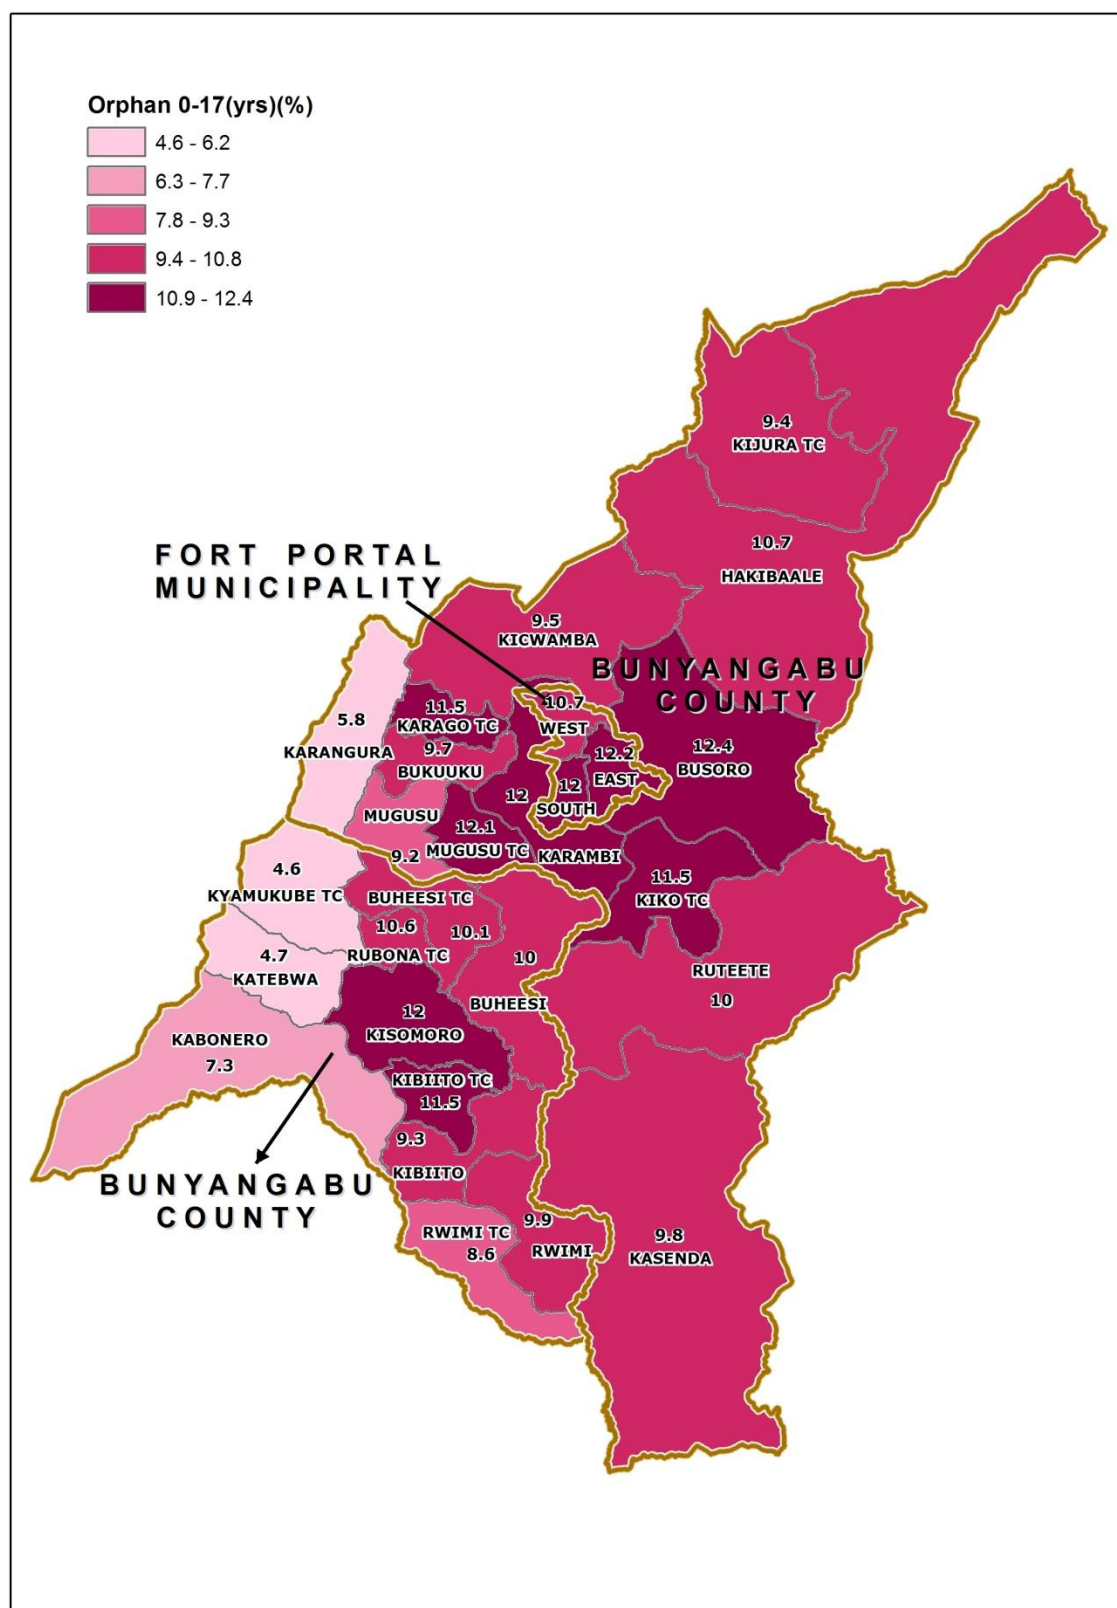 Orphan 0-17(yrs)(%)
4.6 - 6.2
6.3 - 7.7
7.8 - 9.3
9.4 - 10.8
10.9 - 12.4
9.4
KIJURA TC
10.7
HAKIBAALE
FORT PORTAL
MUNICIPALITY
9.5
KICWAMBA
BUNYANGABU
COUNTY
10.7
WEST
11.5
KARAGO TC
5.8
KARANGURA
9.7
BUKUUKU
12.2
EAST
12.4
BUSORO
12
SOUTH
12
KARAMBI
MUGUSU
9.2
12.1
MUGUSU TC
4.6
KYAMUKUBE TC
BUHEESI TC
10.1
11.5
KIKO TC
10.6
RUBONA TC
4.7
KATEBWA
10
BUHEESI
RUTEETE
10
12
KISOMORO
KABONERO
7.3
KIBIITO TC
11.5
9.3
KIBIITO
BUNYANGABU
COUNTY
RWIMI TC
8.6
9.9
RWIMI
9.8
KASENDA